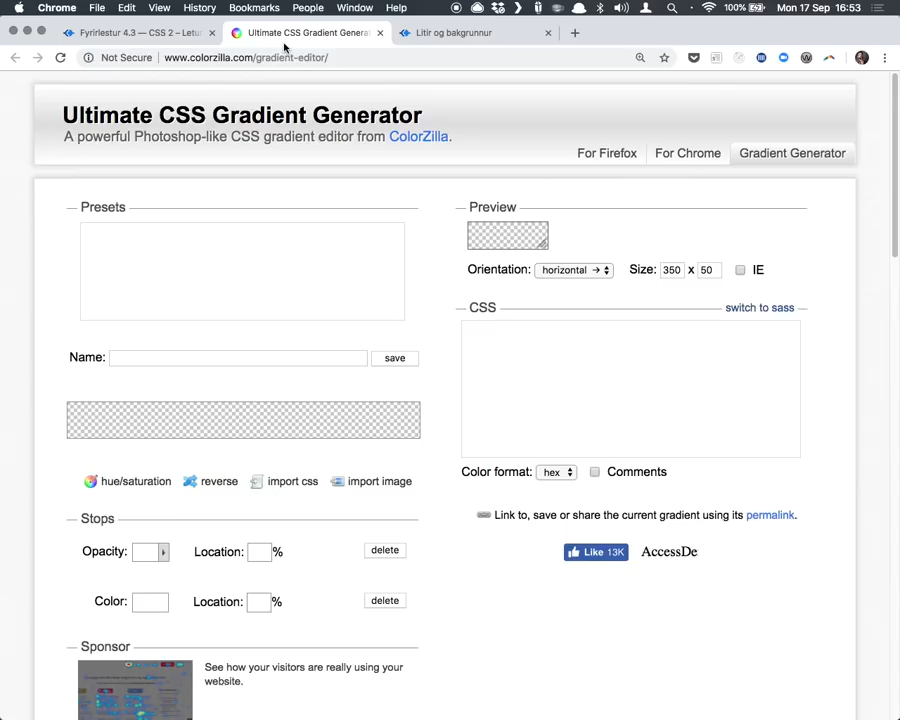 Chrome File Edit View History Bookmarks People Window Help 100% Mon 17 Sep 16:53
Fyrirlestur 4.3 — CSS 2 – Letu
Ultimate CSS Gradient Genera
Litir og bakgrunnur
Not Secure www.colorzilla.com/gradient-editor/
Ultimate CSS Gradient Generator
A powerful Photoshop-like CSS gradient editor from ColorZilla.
For Firefox
For Chrome
Gradient Generator
Presets
Name:
save
hue/saturation
reverse
import css
import image
Stops
Opacity:
Location: %
delete
Color:
Location: %
delete
Sponsor
See how your visitors are really using your
website.
Preview
Orientation: horizontal → Size: 350 x 50 IE
CSS
switch to sass
Color format: hex Comments
Link to, save or share the current gradient using its permalink.
Like 13K
AccessDe